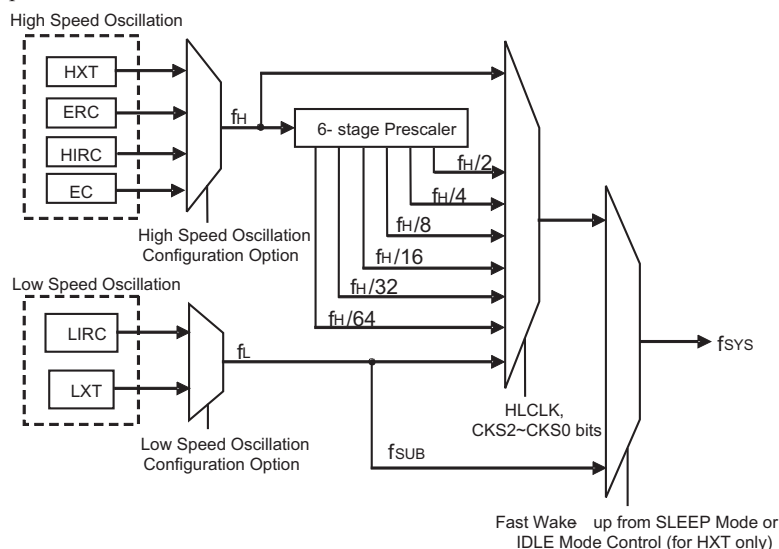 High Speed Oscillation
HXT
ERC
HIRC
EC
fH
6- stage Prescaler
fH/2
fH/4
fH/8
fH/16
fH/32
fH/64
High Speed Oscillation
Configuration Option
Low Speed Oscillation
LIRC
LXT
fL
Low Speed Oscillation
Configuration Option
HLCLK,
CKS2~CKS0 bits
fSUB
fSYS
Fast Wake up from SLEEP Mode or
IDLE Mode Control (for HXT only)